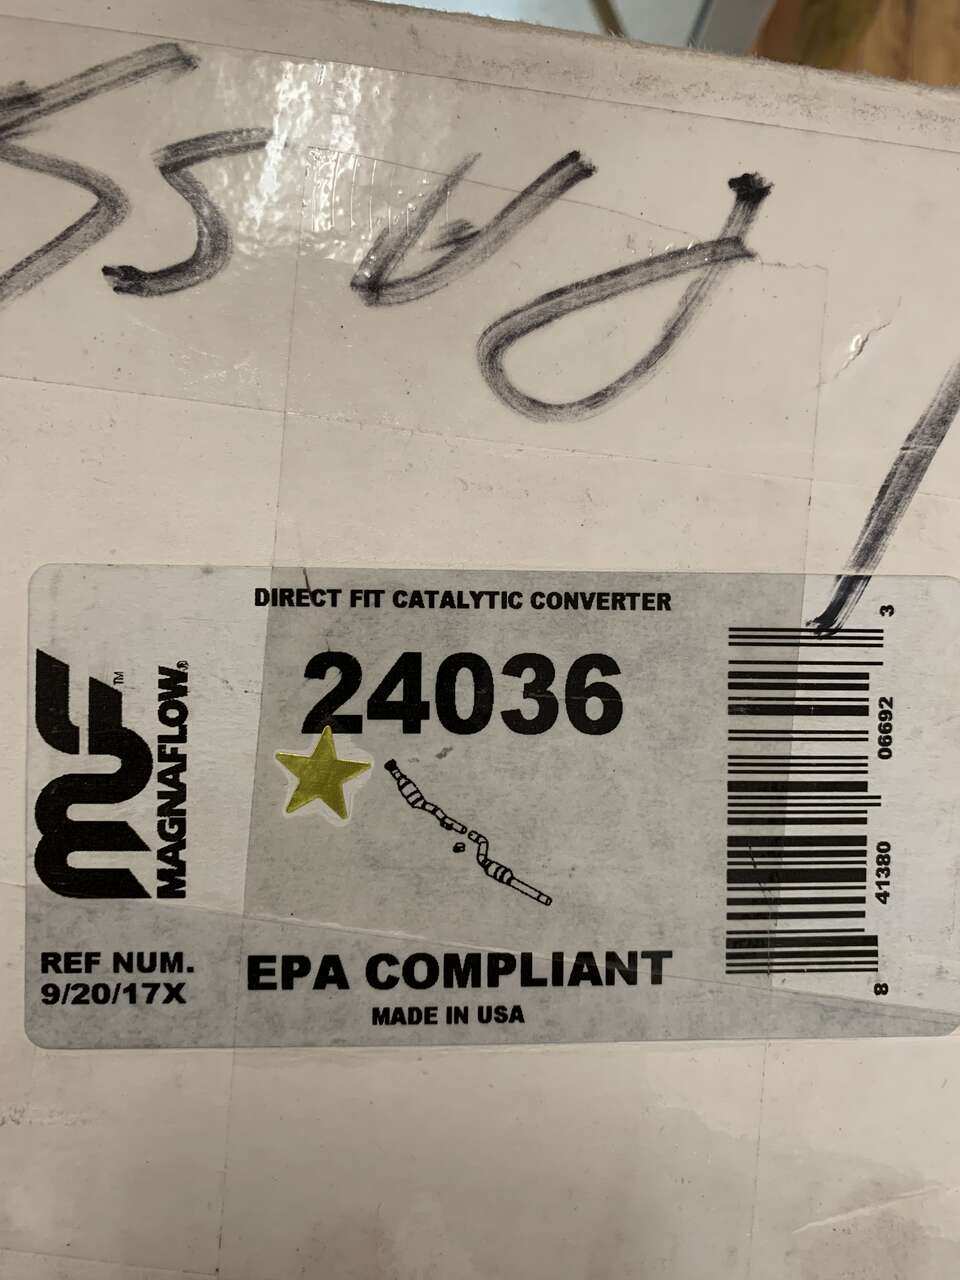 DIRECT FIT CATALYTIC CONVERTER
24036
MF™
MAGNAFLOW®
REF NUM.
9/20/17X
EPA COMPLIANT
MADE IN USA
8 41380 06692 3